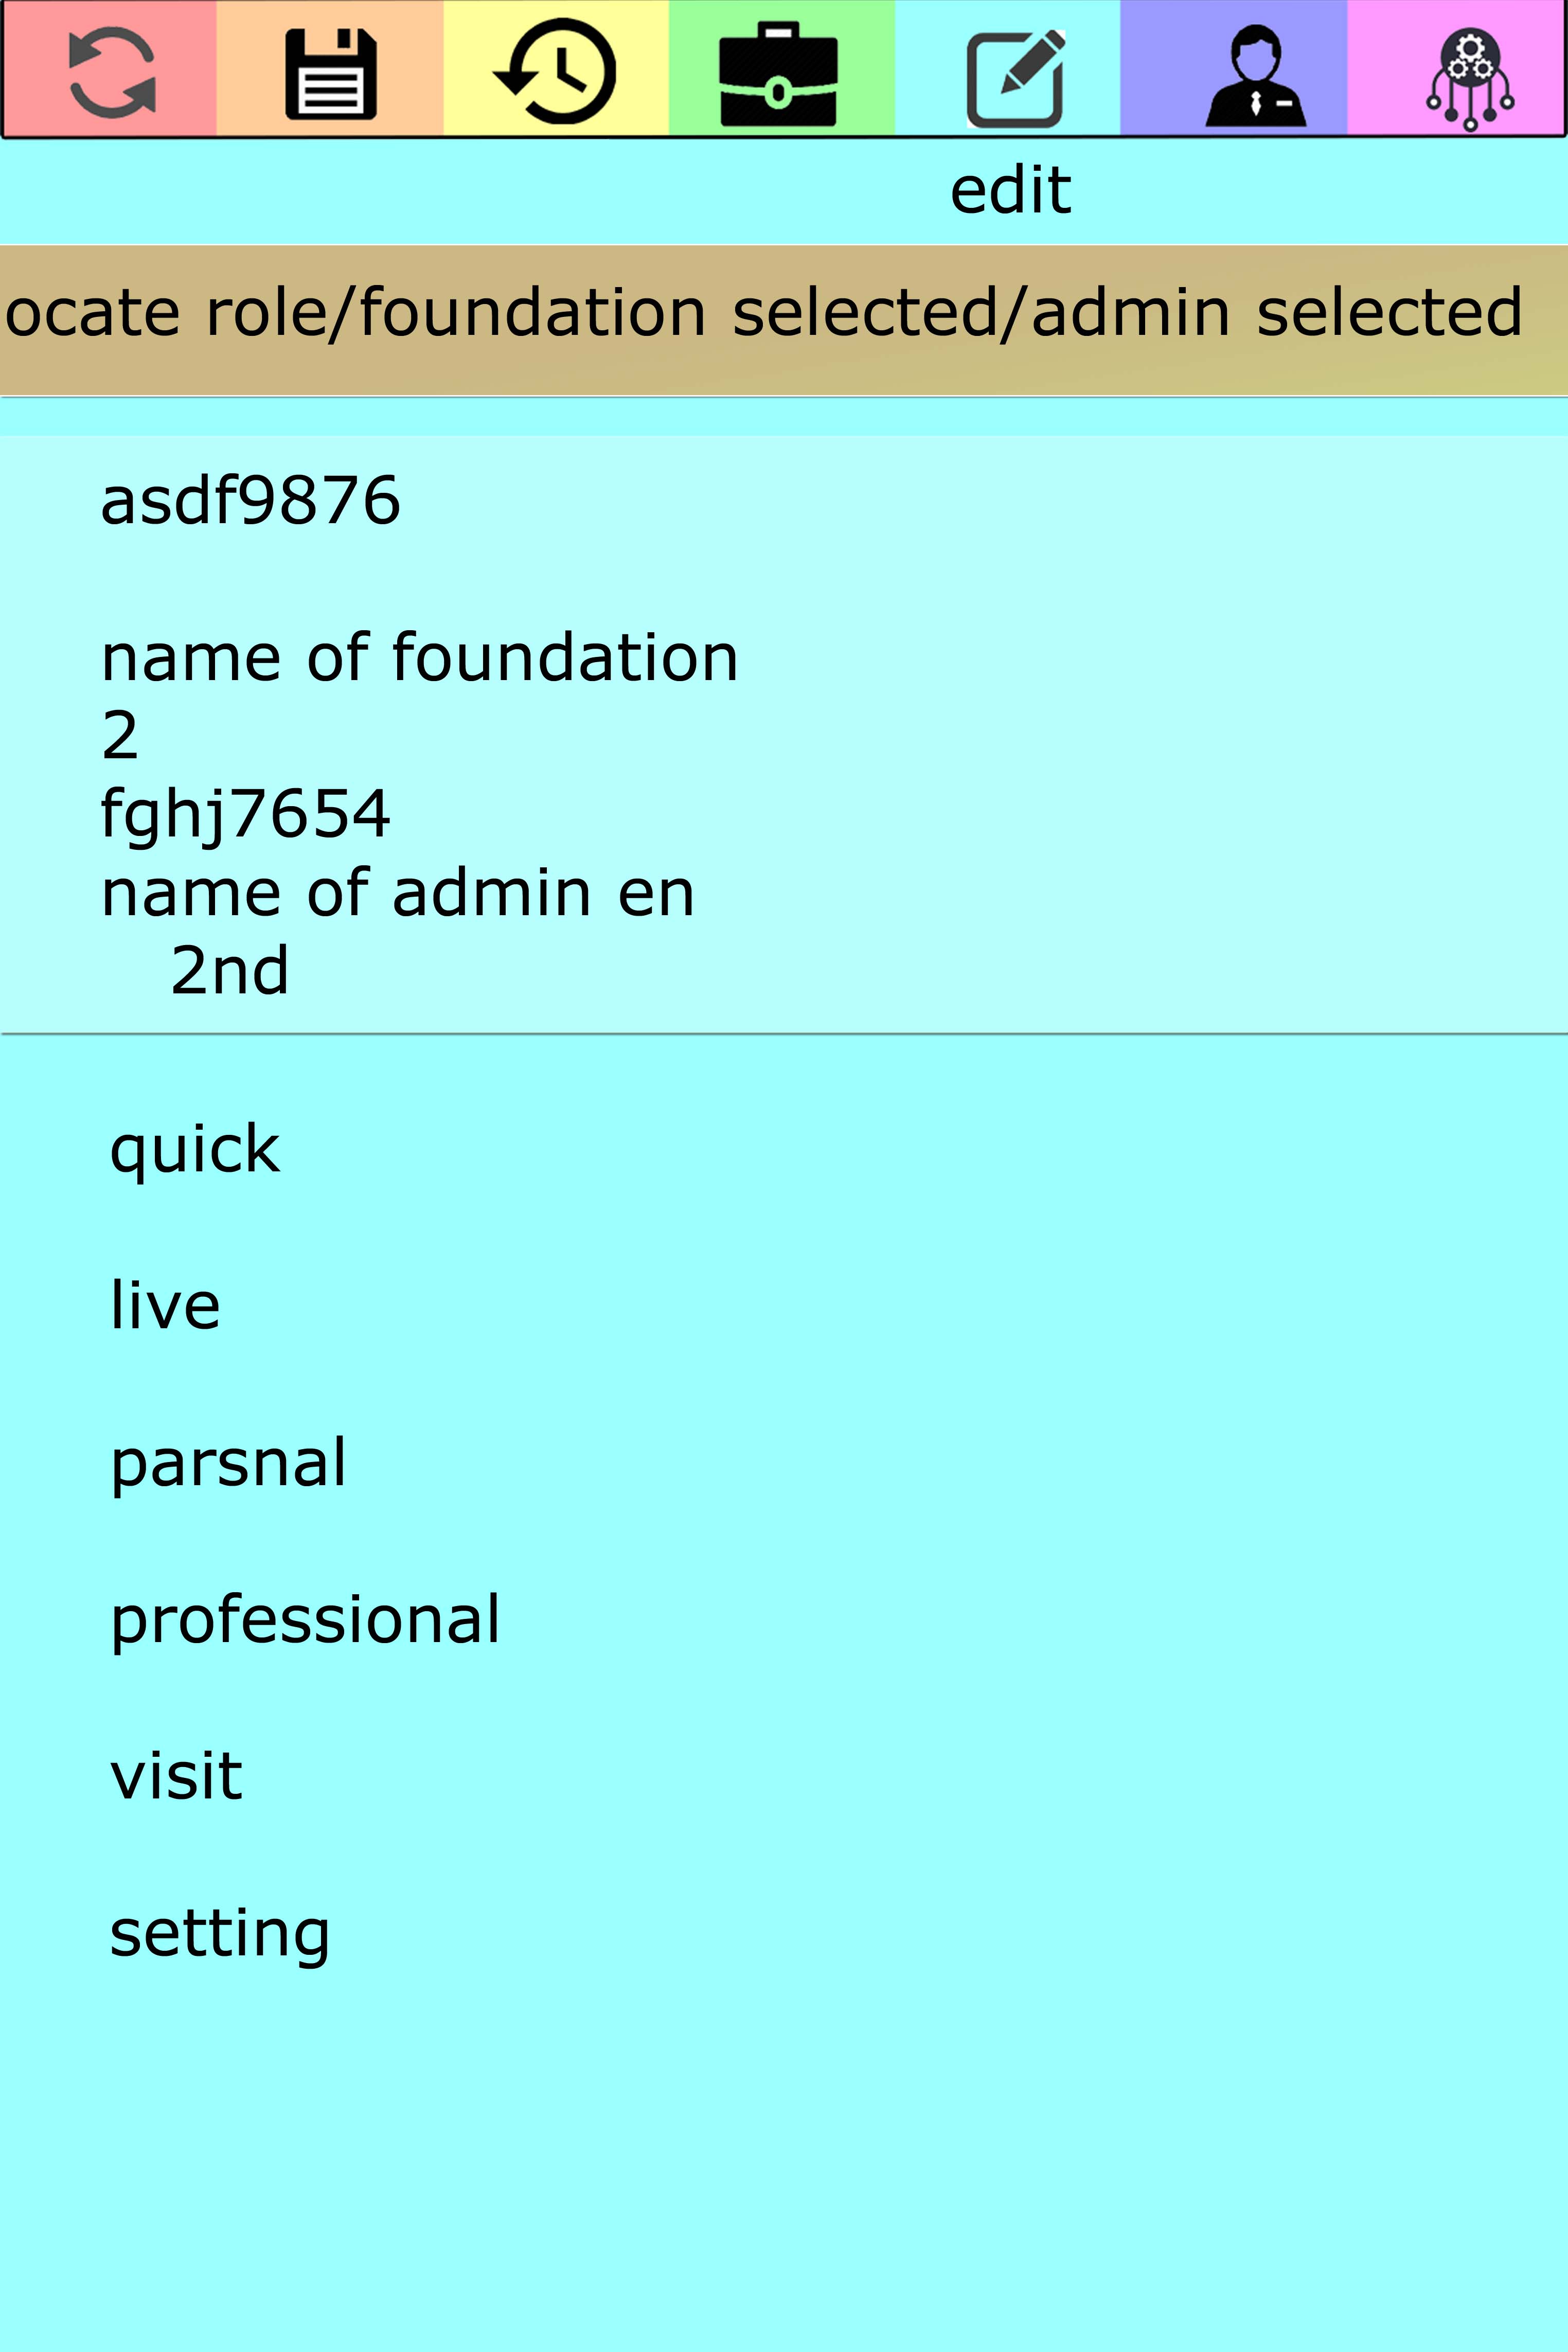 edit
ocate role/foundation selected/admin selected
asdf9876
name of foundation
2
fghj7654
name of admin en
2nd
quick
live
parsnal
professional
visit
setting